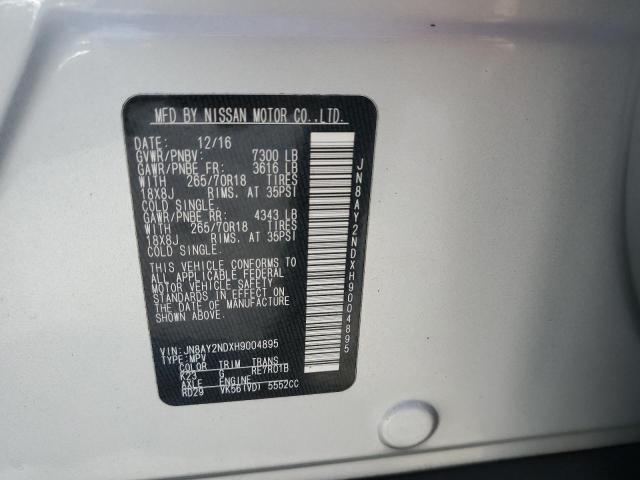 MFD BY NISSAN MOTOR CO.,LTD.
DATE: 12/16
GVWR/PNBV: 7300 LB
GAWR/PNBE FR: 3616 LB
WITH 265/70R18 TIRES
18X8J RIMS, AT 35PSI
COLD SINGLE.
GAWR/PNBE RR: 4343 LB
WITH 265/70R18 TIRES
18X8J RIMS, AT 35PSI
COLD SINGLE.
THIS VEHICLE CONFORMS TO
ALL APPLICABLE FEDERAL
MOTOR VEHICLE SAFETY
STANDARDS IN EFFECT ON
THE DATE OF MANUFACTURE
SHOWN ABOVE.
VIN: JN8AY2NDXH9004895
TYPE: MPV
COLOR TRIM TRANS
K23 G RE7R01B
AXLE ENGINE
RD29 VK56(VD) 5552CC
JN8AY2NDXH9004895